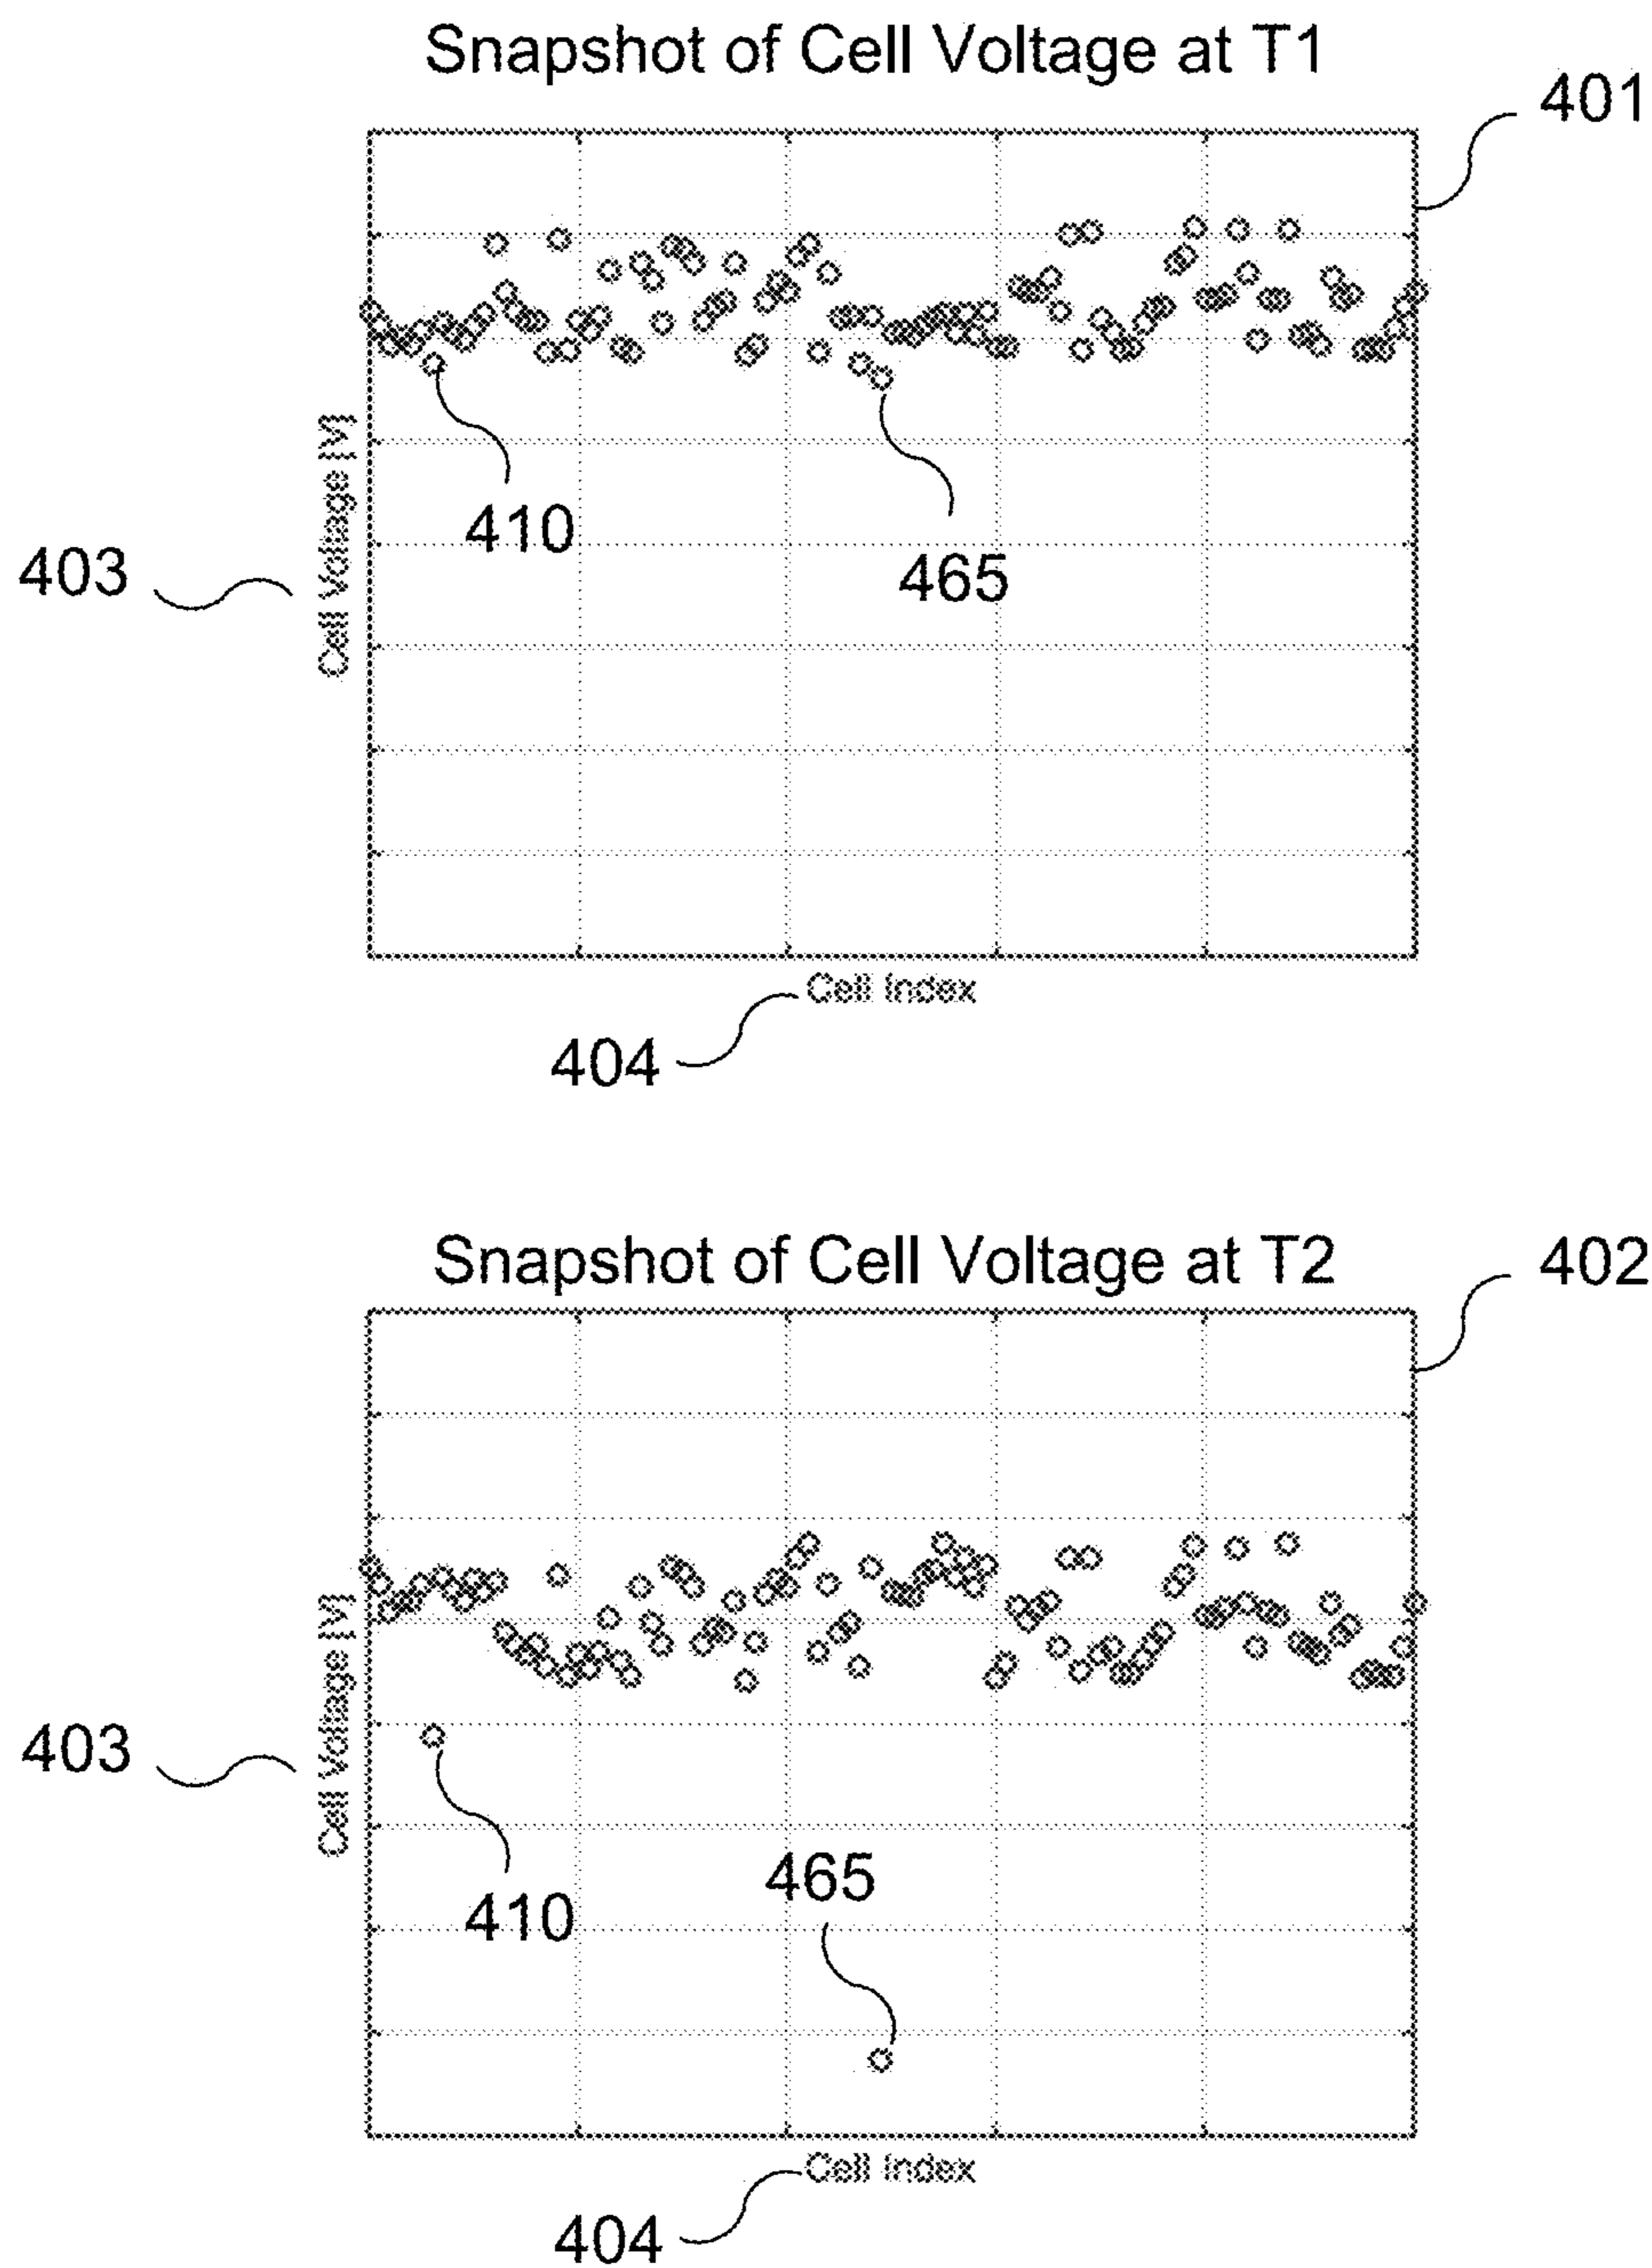 Snapshot of Cell Voltage at T1
401
403
Cell Voltage [V]
410
465
Cell Index
404
Snapshot of Cell Voltage at T2
402
403
Cell Voltage [V]
465
410
Cell Index
404